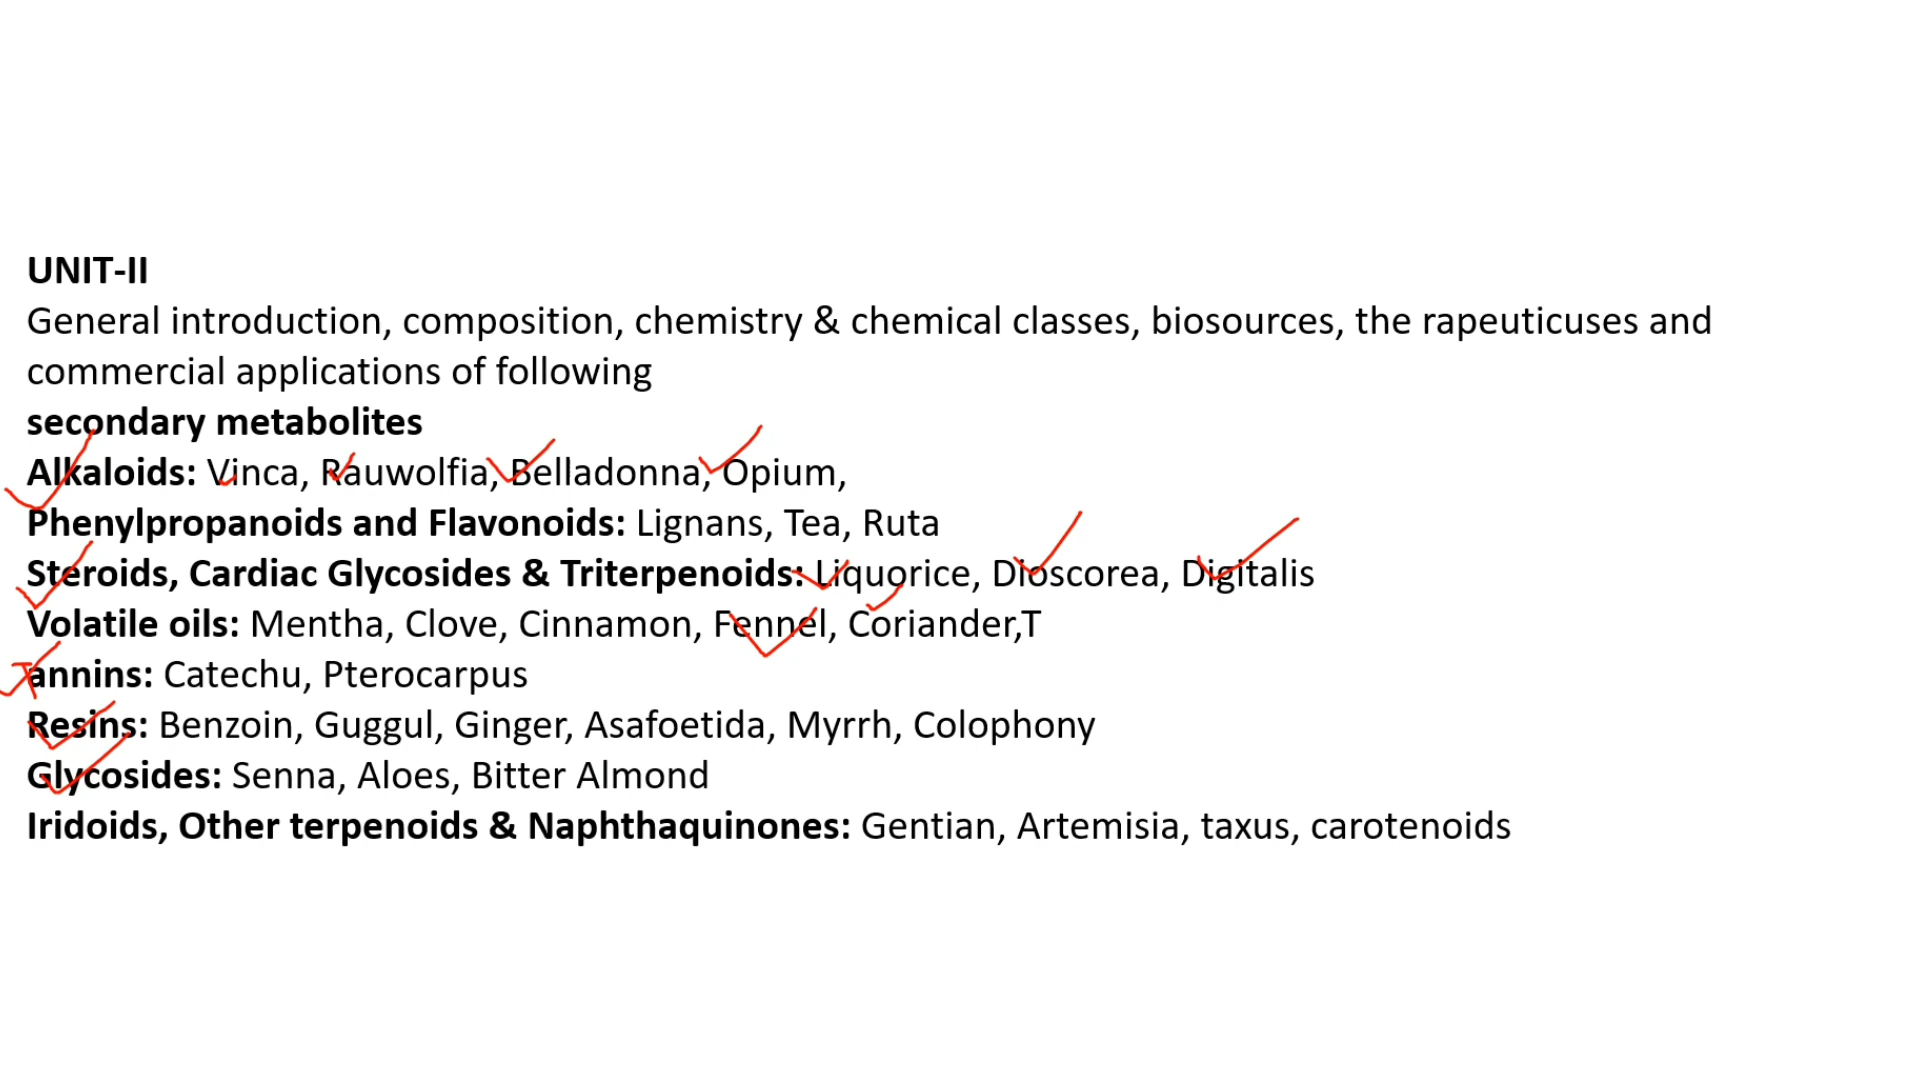 UNIT-II
General introduction, composition, chemistry & chemical classes, biosources, the rapeuticuses and
commercial applications of following
secondary metabolites
Alkaloids: Vinca, Rauwolfia, Belladonna, Opium,
Phenylpropanoids and Flavonoids: Lignans, Tea, Ruta
Steroids, Cardiac Glycosides & Triterpenoids: Liquorice, Dioscorea, Digitalis
Volatile oils: Mentha, Clove, Cinnamon, Fennel, Coriander,T
annins: Catechu, Pterocarpus
Resins: Benzoin, Guggul, Ginger, Asafoetida, Myrrh, Colophony
Glycosides: Senna, Aloes, Bitter Almond
Iridoids, Other terpenoids & Naphthaquinones: Gentian, Artemisia, taxus, carotenoids